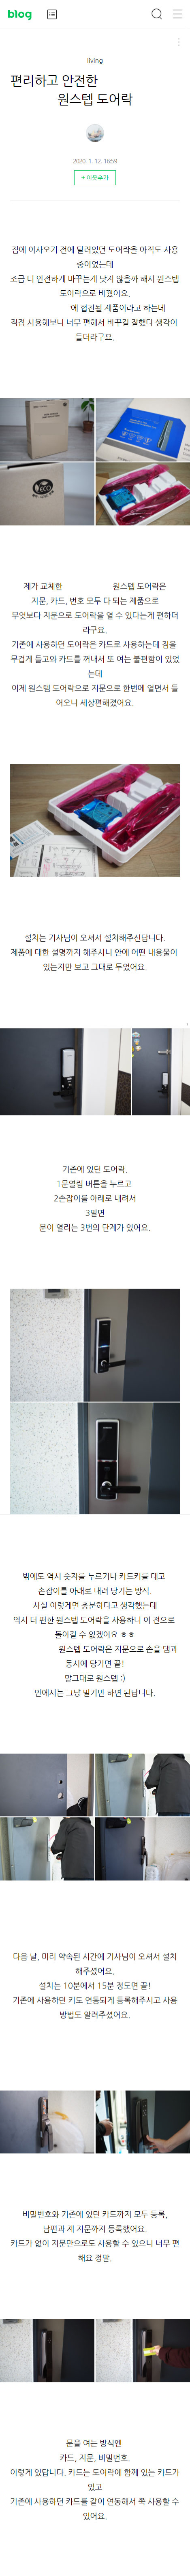 blog
living
편리하고 안전한
원스텝 도어락
2020. 1. 12. 16:59
+ 이웃추가
집에 이사오기 전에 달려있던 도어락을 아직도 사용
중이었는데
조금 더 안전하게 바꾸는게 낫지 않을까 해서 원스텝
도어락으로 바꿨어요.
에 협찬될 제품이라고 하는데
직접 사용해보니 너무 편해서 바꾸길 잘했다 생각이
들더라구요.
제가 교체한 원스텝 도어락은
지문, 카드, 번호 모두 다 되는 제품으로
무엇보다 지문으로 도어락을 열 수 있다는게 편하더
라구요.
기존에 사용하던 도어락은 카드로 사용하는데 짐을
무겁게 들고와 카드를 꺼내서 또 여는 불편함이 있었
는데
이제 원스템 도어락으로 지문으로 한번에 열면서 들
어오니 세상편해졌어요.
설치는 기사님이 오셔서 설치해주신답니다.
제품에 대한 설명까지 해주시니 안에 어떤 내용물이
있는지만 보고 그대로 두었어요.
기존에 있던 도어락.
1문열림 버튼을 누르고
2손잡이를 아래로 내려서
3밀면
문이 열리는 3번의 단계가 있어요.
밖에도 역시 숫자를 누르거나 카드키를 대고
손잡이를 아래로 내려 당기는 방식.
사실 이렇게면 충분하다고 생각했는데
역시 더 편한 원스텝 도어락을 사용하니 이 전으로
돌아갈 수 없겠어요 ㅎㅎ
원스텝 도어락은 지문으로 손을 댐과
동시에 당기면 끝!
말그대로 원스텝 :)
안에서는 그냥 밀기만 하면 된답니다.
다음 날, 미리 약속된 시간에 기사님이 오셔서 설치
해주셨어요.
설치는 10분에서 15분 정도면 끝!
기존에 사용하던 키도 연동되게 등록해주시고 사용
방법도 알려주셨어요.
비밀번호와 기존에 있던 카드까지 모두 등록,
남편과 제 지문까지 등록했어요.
카드가 없이 지문만으로도 사용할 수 있으니 너무 편
해요 정말.
문을 여는 방식엔
카드, 지문, 비밀번호.
이렇게 있답니다. 카드는 도어락에 함께 있는 카드가
있고
기존에 사용하던 카드를 같이 연동해서 쭉 사용할 수
있어요.